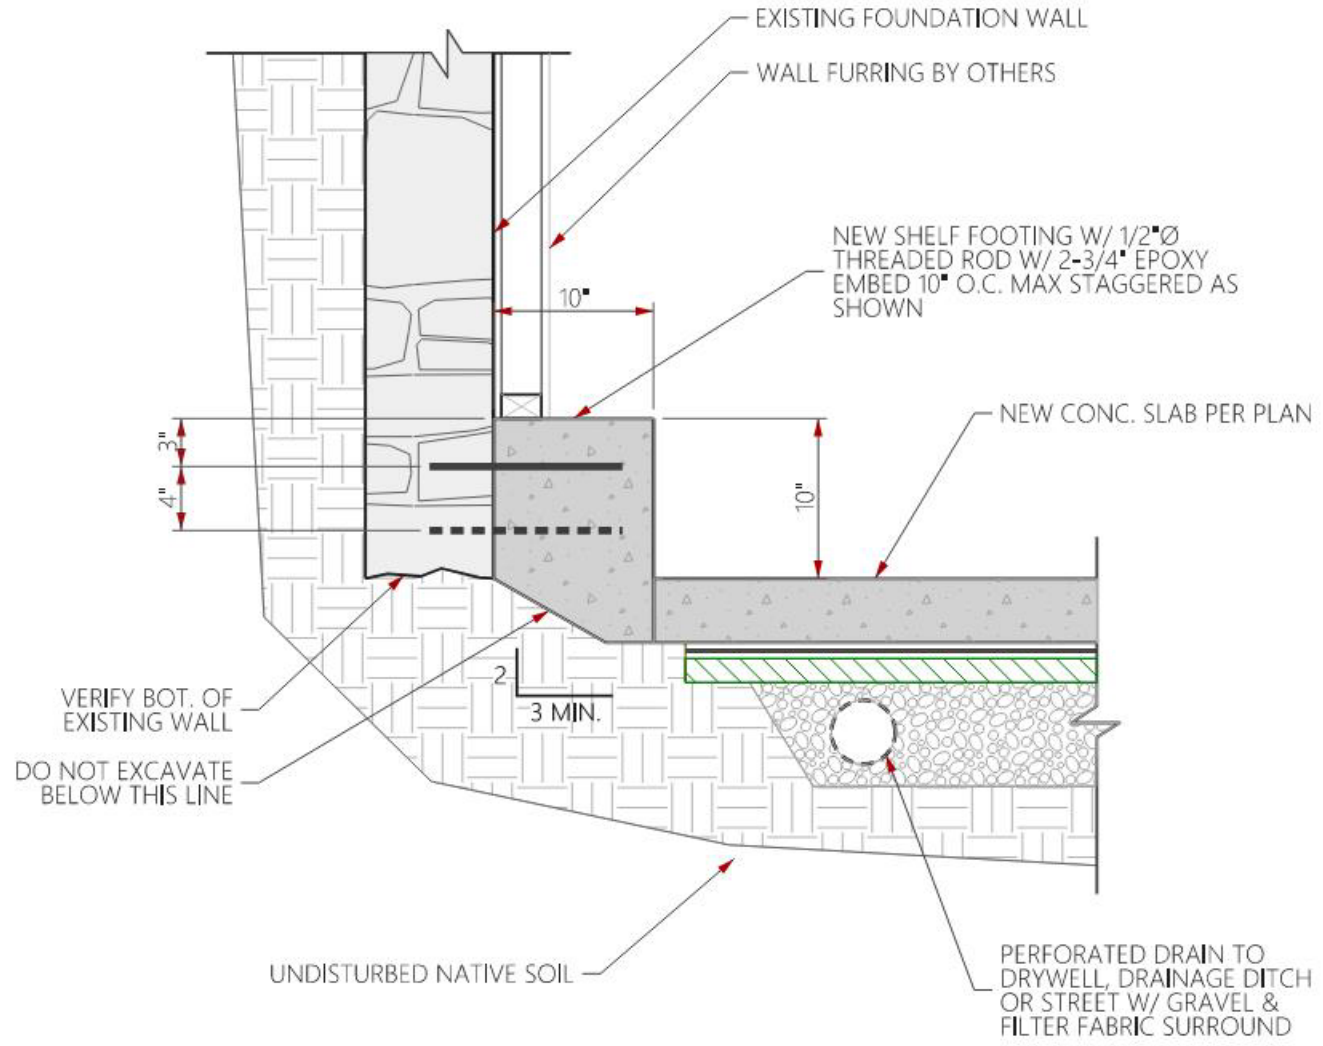 EXISTING FOUNDATION WALL
WALL FURRING BY OTHERS
NEW SHELF FOOTING W/ 1/2"Ø
THREADED ROD W/ 2-3/4" EPOXY
EMBED 10" O.C. MAX STAGGERED AS
SHOWN
10"
NEW CONC. SLAB PER PLAN
3"
4"
10"
2
3 MIN.
VERIFY BOT. OF
EXISTING WALL
DO NOT EXCAVATE
BELOW THIS LINE
UNDISTURBED NATIVE SOIL
PERFORATED DRAIN TO
DRYWELL, DRAINAGE DITCH
OR STREET W/ GRAVEL &
FILTER FABRIC SURROUND